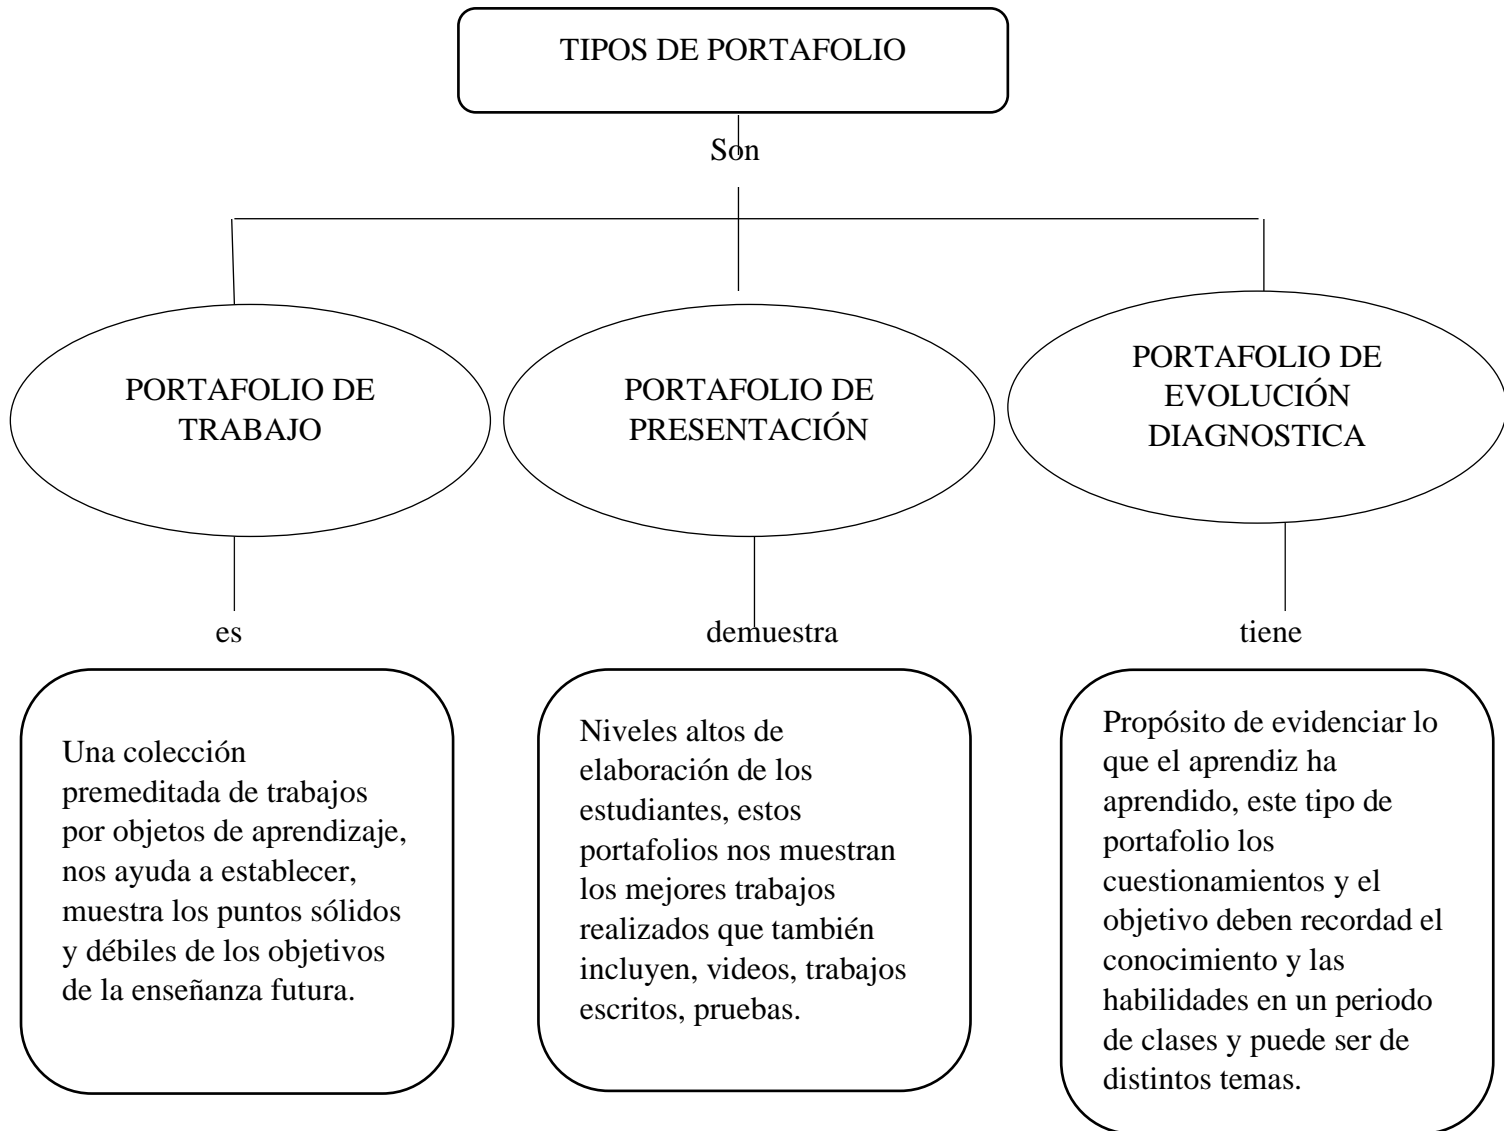 TIPOS DE PORTAFOLIO
Son
PORTAFOLIO DE
TRABAJO
PORTAFOLIO DE
PRESENTACIÓN
PORTAFOLIO DE
EVOLUCIÓN
DIAGNOSTICA
es
demuestra
tiene
Una colección
premeditada de trabajos
por objetos de aprendizaje,
nos ayuda a establecer,
muestra los puntos sólidos
y débiles de los objetivos
de la enseñanza futura.
Niveles altos de
elaboración de los
estudiantes, estos
portafolios nos muestran
los mejores trabajos
realizados que también
incluyen, videos, trabajos
escritos, pruebas.
Propósito de evidenciar lo
que el aprendiz ha
aprendido, este tipo de
portafolio los
cuestionamientos y el
objetivo deben recordad el
conocimiento y las
habilidades en un periodo
de clases y puede ser de
distintos temas.